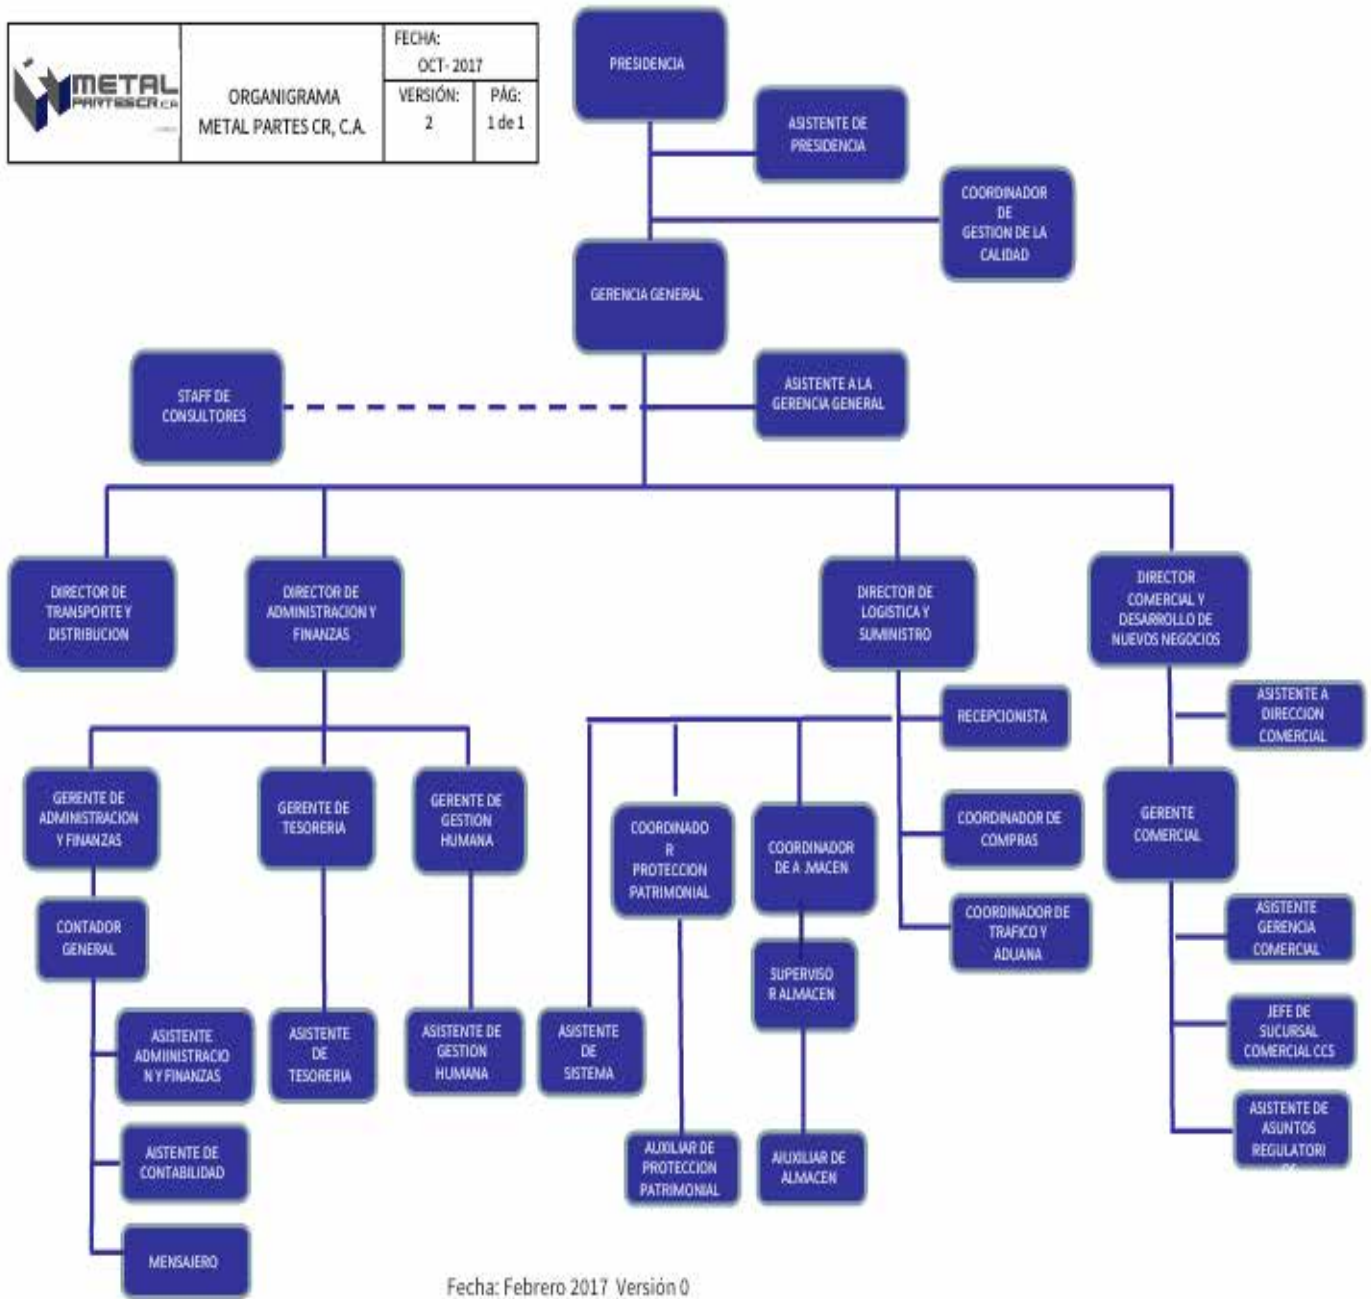 METAL
PARTES CR, C.A.
ORGANIGRAMA
METAL PARTES CR, C.A.
FECHA:
OCT- 2017
VERSIÓN:
2
PÁG:
1 de 1
PRESIDENCIA
ASISTENTE DE
PRESIDENCIA
COORDINADOR
DE
GESTION DE LA
CALIDAD
GERENCIA GENERAL
STAFF DE
CONSULTORES
ASISTENTE A LA
GERENCIA GENERAL
DIRECTOR DE
TRANSPORTE Y
DISTRIBUCION
DIRECTOR DE
ADMINISTRACION Y
FINANZAS
DIRECTOR DE
LOGISTICA Y
SUMINISTRO
DIRECTOR
COMERCIAL Y
DESARROLLO DE
NUEVOS NEGOCIOS
RECEPCIONISTA
ASISTENTE A
DIRECCION
COMERCIAL
GERENTE DE
ADMINISTRACION
Y FINANZAS
GERENTE DE
TESORERIA
GERENTE DE
GESTION
HUMANA
COORDINADO
R
PROTECCION
PATRIMONIAL
COORDINADOR
DE A MACEN
COORDINADOR DE
COMPRAS
GERENTE
COMERCIAL
CONTADOR
GENERAL
SUPERVISO
R ALMACEN
COORDINADOR DE
TRAFICO Y
ADUANA
ASISTENTE
GERENCIA
COMERCIAL
ASISTENTE
ADMIINISTRACIO
N Y FINANZAS
ASISTENTE
DE
TESORERIA
ASISTENTE DE
GESTION
HUMANA
ASISTENTE
DE
SISTEMA
JEFE DE
SUCURSAL
COMERCIAL CCS
AISTENTE DE
CONTABILIDAD
AUXILIAR DE
PROTECCION
PATRIMONIAL
AIUXILIAR DE
ALMACEN
ASISTENTE DE
ASUNTOS
REGULATORI
MENSAJERO
Fecha: Febrero 2017 Versión 0